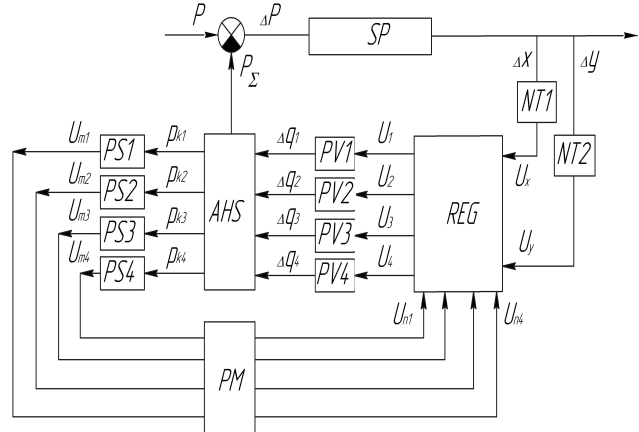 P ΔP SP
P_Σ Δx Δy
NT1
NT2
U_m1 PS1 p_k1 AHS Δq_1 PV1 U_1 REG U_x
U_m2 PS2 p_k2 Δq_2 PV2 U_2
U_m3 PS3 p_k3 Δq_3 PV3 U_3 U_y
U_m4 PS4 p_k4 Δq_4 PV4 U_4
U_n1 U_n4
PM